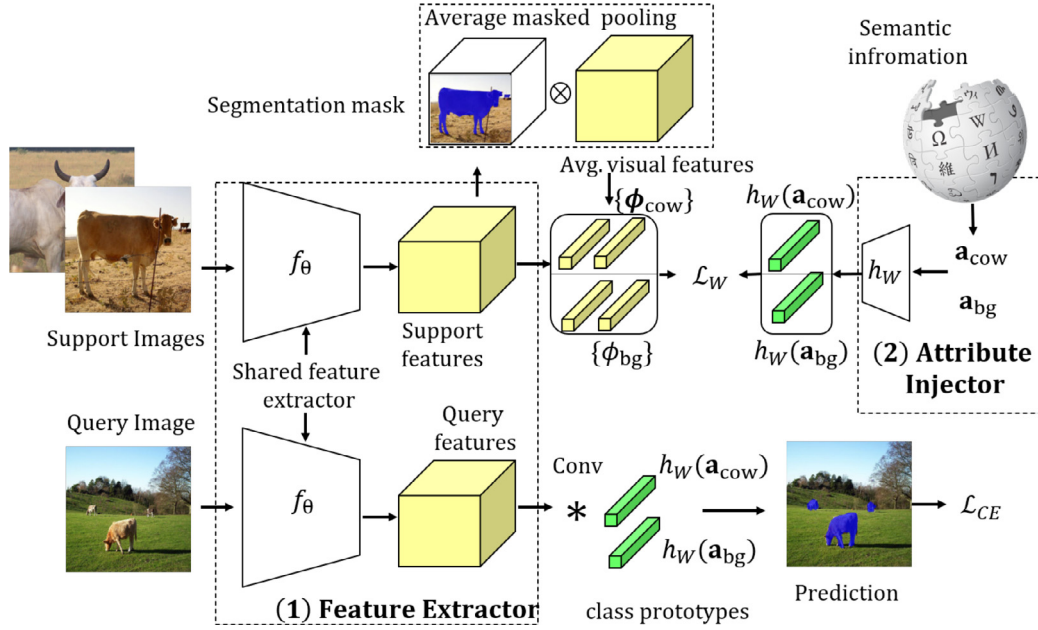 Average masked pooling
Semantic
infromation
Segmentation mask
⊗
Ω
W
И
維
Avg. visual features
{ϕcow}
hW(acow)
fθ
ℒW
hW
acow
abg
Support Images
Support
features
{ϕbg}
hW(abg)
(2) Attribute
Injector
Shared feature
extractor
Query Image
Query
features
Conv
hW(acow)
fθ
*
ℒCE
hW(abg)
Prediction
(1) Feature Extractor
class prototypes